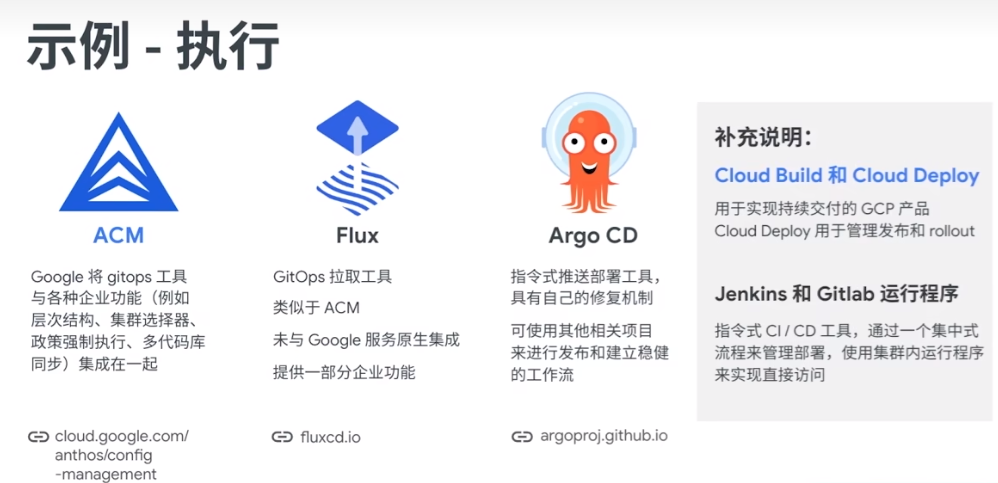 示例 - 执行
ACM
Google 将 gitops 工具
与各种企业功能（例如
层次结构、集群选择器、
政策强制执行、多代码库
同步）集成在一起
cloud.google.com/
anthos/config
-management
Flux
GitOps 拉取工具
类似于 ACM
未与 Google 服务原生集成
提供一部分企业功能
fluxcd.io
Argo CD
指令式推送部署工具，
具有自己的修复机制
可使用其他相关项目
来进行发布和建立稳健
的工作流
argoproj.github.io
补充说明：
Cloud Build 和 Cloud Deploy
用于实现持续交付的 GCP 产品
Cloud Deploy 用于管理发布和 rollout
Jenkins 和 Gitlab 运行程序
指令式 CI / CD 工具，通过一个集中式
流程来管理部署，使用集群内运行程序
来实现直接访问